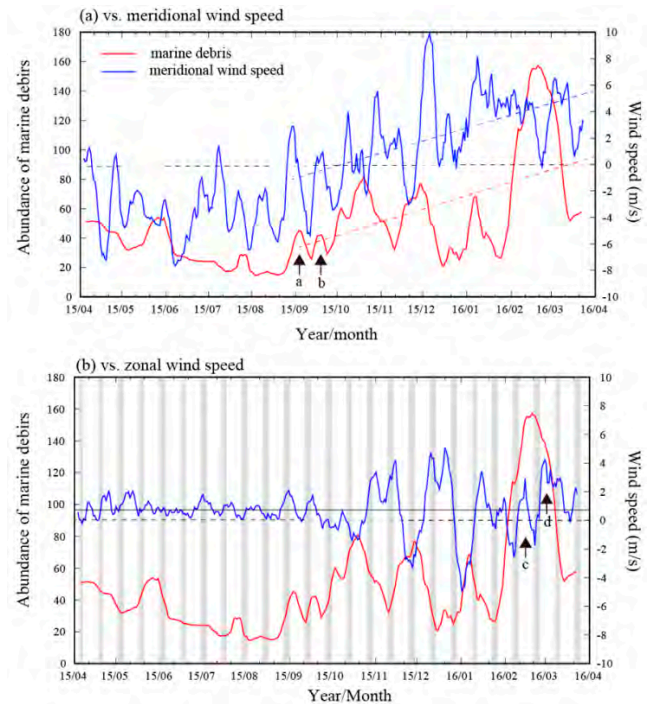 (a) vs. meridional wind speed
180
160
140
120
100
80
60
40
20
0
Abundance of marine debirs
marine debris
meridional wind speed
10
8
6
4
2
0
-2
-4
-6
-8
-10
Wind speed (m/s)
a
b
15/04 15/05 15/06 15/07 15/08 15/09 15/10 15/11 15/12 16/01 16/02 16/03 16/04
Year/month
(b) vs. zonal wind speed
180
160
140
120
100
80
60
40
20
0
Abundance of marine debirs
10
8
6
4
2
0
-2
-4
-6
-8
-10
Wind speed (m/s)
c
d
15/04 15/05 15/06 15/07 15/08 15/09 15/10 15/11 15/12 16/01 16/02 16/03 16/04
Year/Month